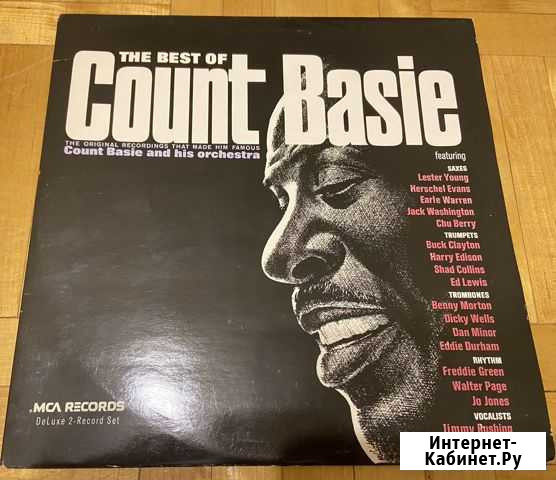 THE BEST OF
Count Basie
THE ORIGINAL RECORDINGS THAT MADE HIM FAMOUS
Count Basie and his orchestra
featuring
SAXES
Lester Young
Herschel Evans
Earle Warren
Jack Washington
Chu Berry
TRUMPETS
Buck Clayton
Harry Edison
Shad Collins
Ed Lewis
TROMBONES
Benny Morton
Dicky Wells
Dan Minor
Eddie Durham
RHYTHM
Freddie Green
Walter Page
Jo Jones
VOCALISTS
Jimmy Rushing
MCA RECORDS
DeLuxe 2-Record Set
Интернет-
Кабинет.Ру